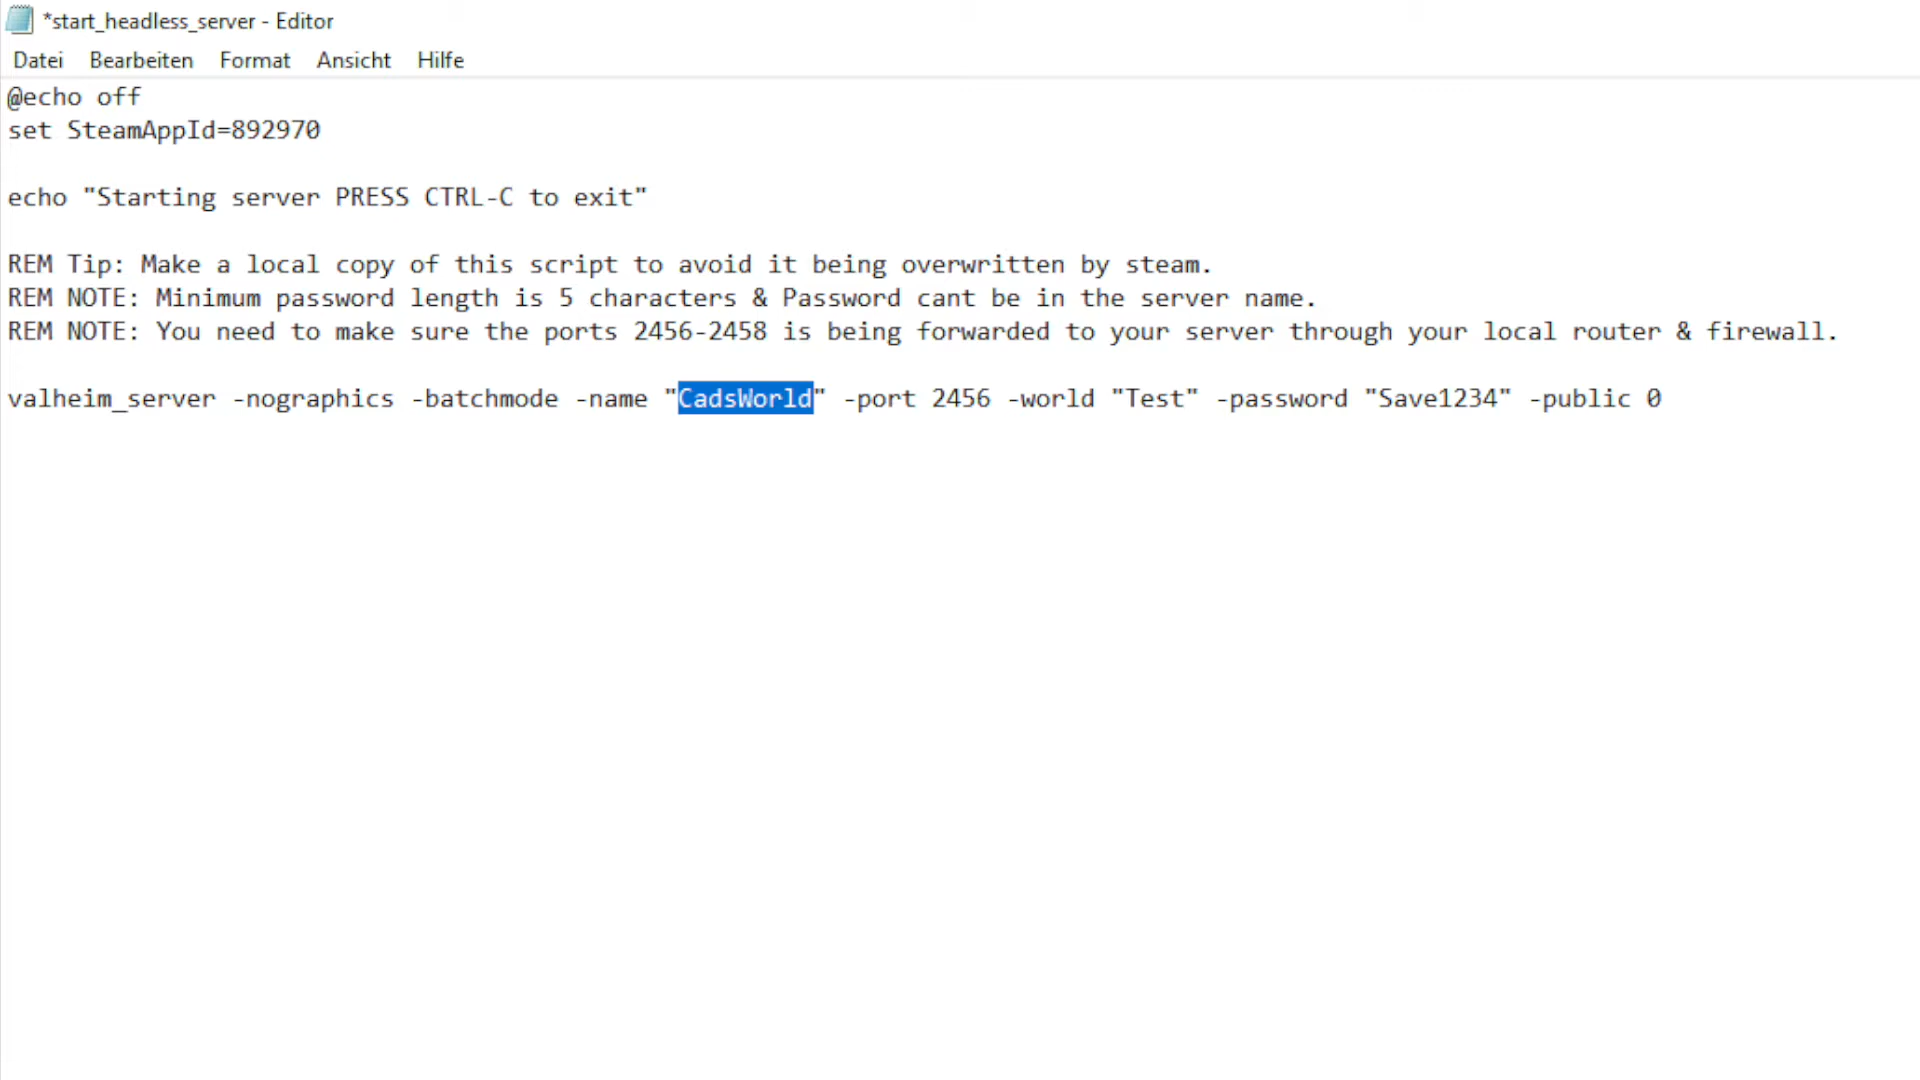 *start_headless_server - Editor
Datei Bearbeiten Format Ansicht Hilfe
@echo off
set SteamAppId=892970
echo "Starting server PRESS CTRL-C to exit"
REM Tip: Make a local copy of this script to avoid it being overwritten by steam.
REM NOTE: Minimum password length is 5 characters & Password cant be in the server name.
REM NOTE: You need to make sure the ports 2456-2458 is being forwarded to your server through your local router & firewall.
valheim_server -nographics -batchmode -name "CadsWorld" -port 2456 -world "Test" -password "Save1234" -public 0